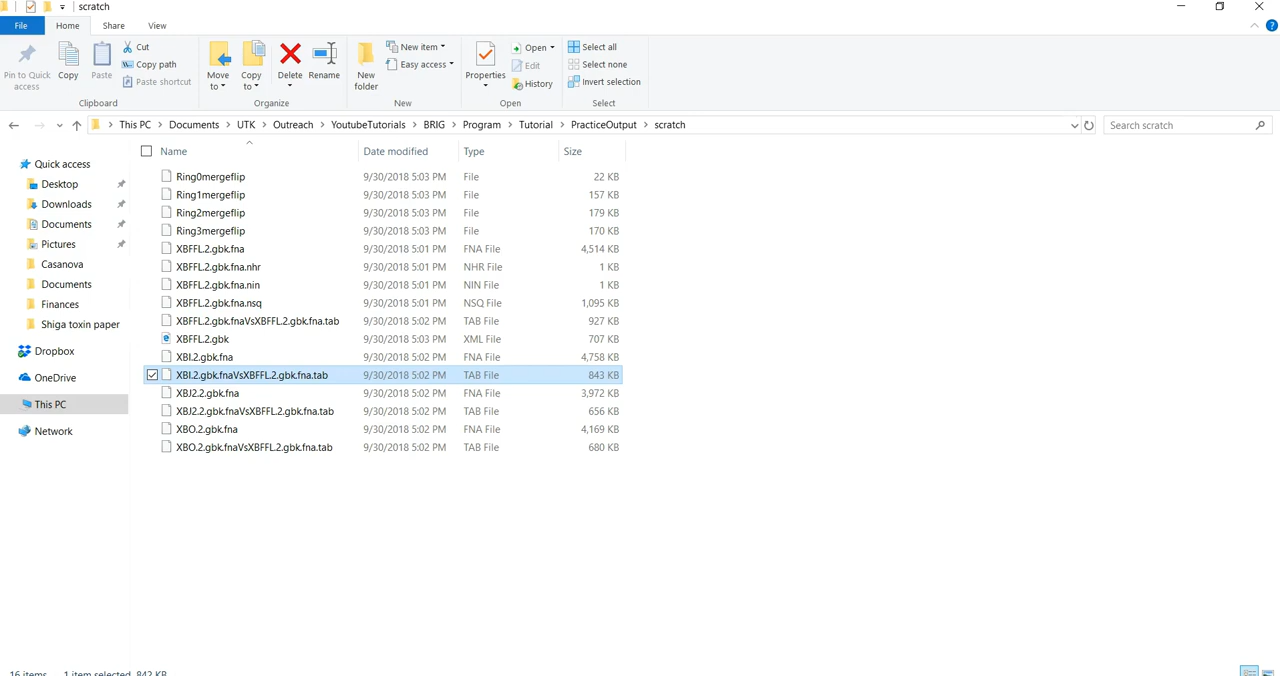 scratch
File Home Share View
Pin to Quick access
Copy
Paste
Cut
Copy path
Paste shortcut
Clipboard
Move to
Copy to
Delete
Rename
Organize
New folder
New item
Easy access
New
Properties
Open
Edit
History
Open
Select all
Select none
Invert selection
Select
This PC Documents UTK Outreach YoutubeTutorials BRIG Program Tutorial PracticeOutput scratch
Search scratch
Quick access
Desktop
Downloads
Documents
Pictures
Casanova
Documents
Finances
Shiga toxin paper
Dropbox
OneDrive
This PC
Network
Name Date modified Type Size
Ring0mergeflip 9/30/2018 5:03 PM File 22 KB
Ring1mergeflip 9/30/2018 5:03 PM File 157 KB
Ring2mergeflip 9/30/2018 5:03 PM File 179 KB
Ring3mergeflip 9/30/2018 5:03 PM File 170 KB
XBFFL.2.gbk.fna 9/30/2018 5:01 PM FNA File 4,514 KB
XBFFL.2.gbk.fna.nhr 9/30/2018 5:01 PM NHR File 1 KB
XBFFL.2.gbk.fna.nin 9/30/2018 5:01 PM NIN File 1 KB
XBFFL.2.gbk.fna.nsq 9/30/2018 5:01 PM NSQ File 1,095 KB
XBFFL.2.gbk.fnaVsXBFFL.2.gbk.fna.tab 9/30/2018 5:02 PM TAB File 927 KB
XBFFL.2.gbk 9/30/2018 5:03 PM XML File 707 KB
XBI.2.gbk.fna 9/30/2018 5:02 PM FNA File 4,758 KB
XBI.2.gbk.fnaVsXBFFL.2.gbk.fna.tab 9/30/2018 5:02 PM TAB File 843 KB
XBJ2.2.gbk.fna 9/30/2018 5:02 PM FNA File 3,972 KB
XBJ2.2.gbk.fnaVsXBFFL.2.gbk.fna.tab 9/30/2018 5:02 PM TAB File 656 KB
XBO.2.gbk.fna 9/30/2018 5:02 PM FNA File 4,169 KB
XBO.2.gbk.fnaVsXBFFL.2.gbk.fna.tab 9/30/2018 5:02 PM TAB File 680 KB
16 items 1 item selected 842 KB